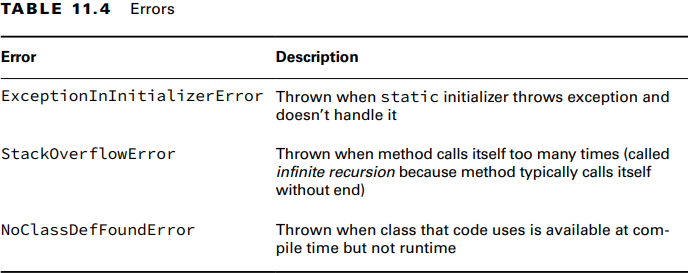 TABLE 11.4 Errors
Error Description
ExceptionInInitializerError Thrown when static initializer throws exception and
doesn’t handle it
StackOverflowError Thrown when method calls itself too many times (called
infinite recursion because method typically calls itself
without end)
NoClassDefFoundError Thrown when class that code uses is available at com-
pile time but not runtime